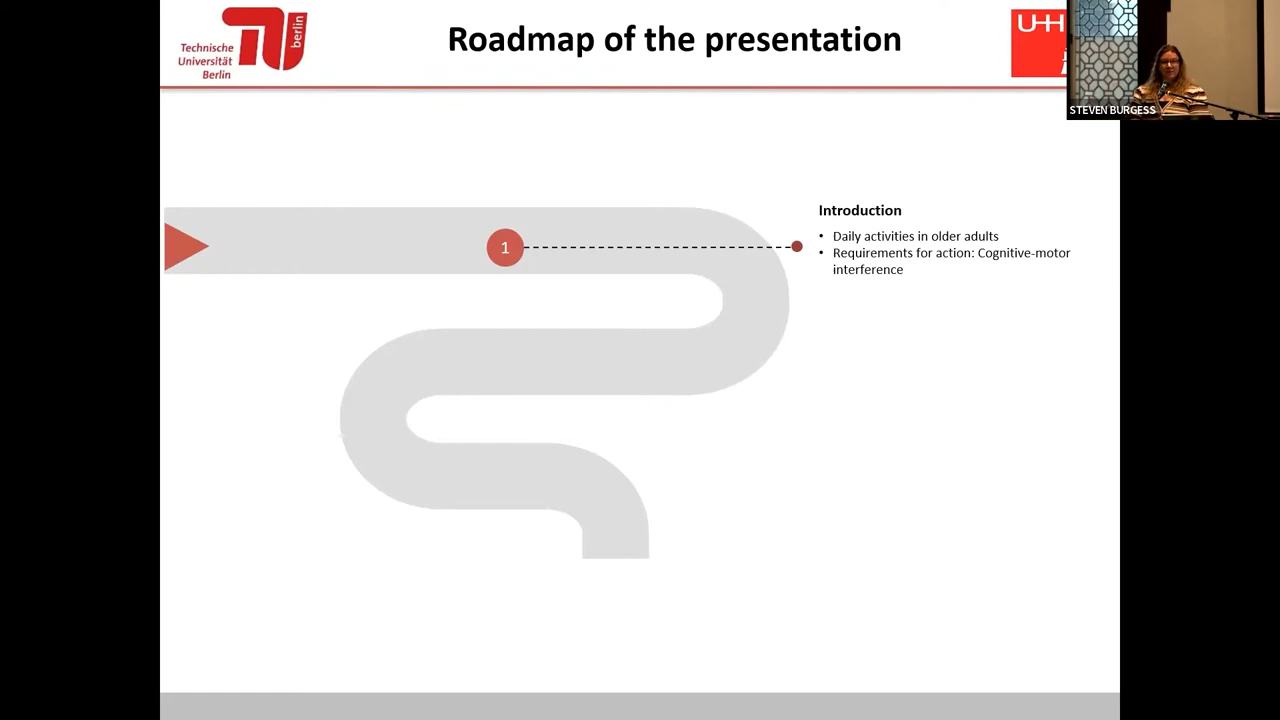 Technische
Universität
Berlin
berlin
Roadmap of the presentation
STEVEN BURGESS
1
Introduction
• Daily activities in older adults
• Requirements for action: Cognitive-motor
interference